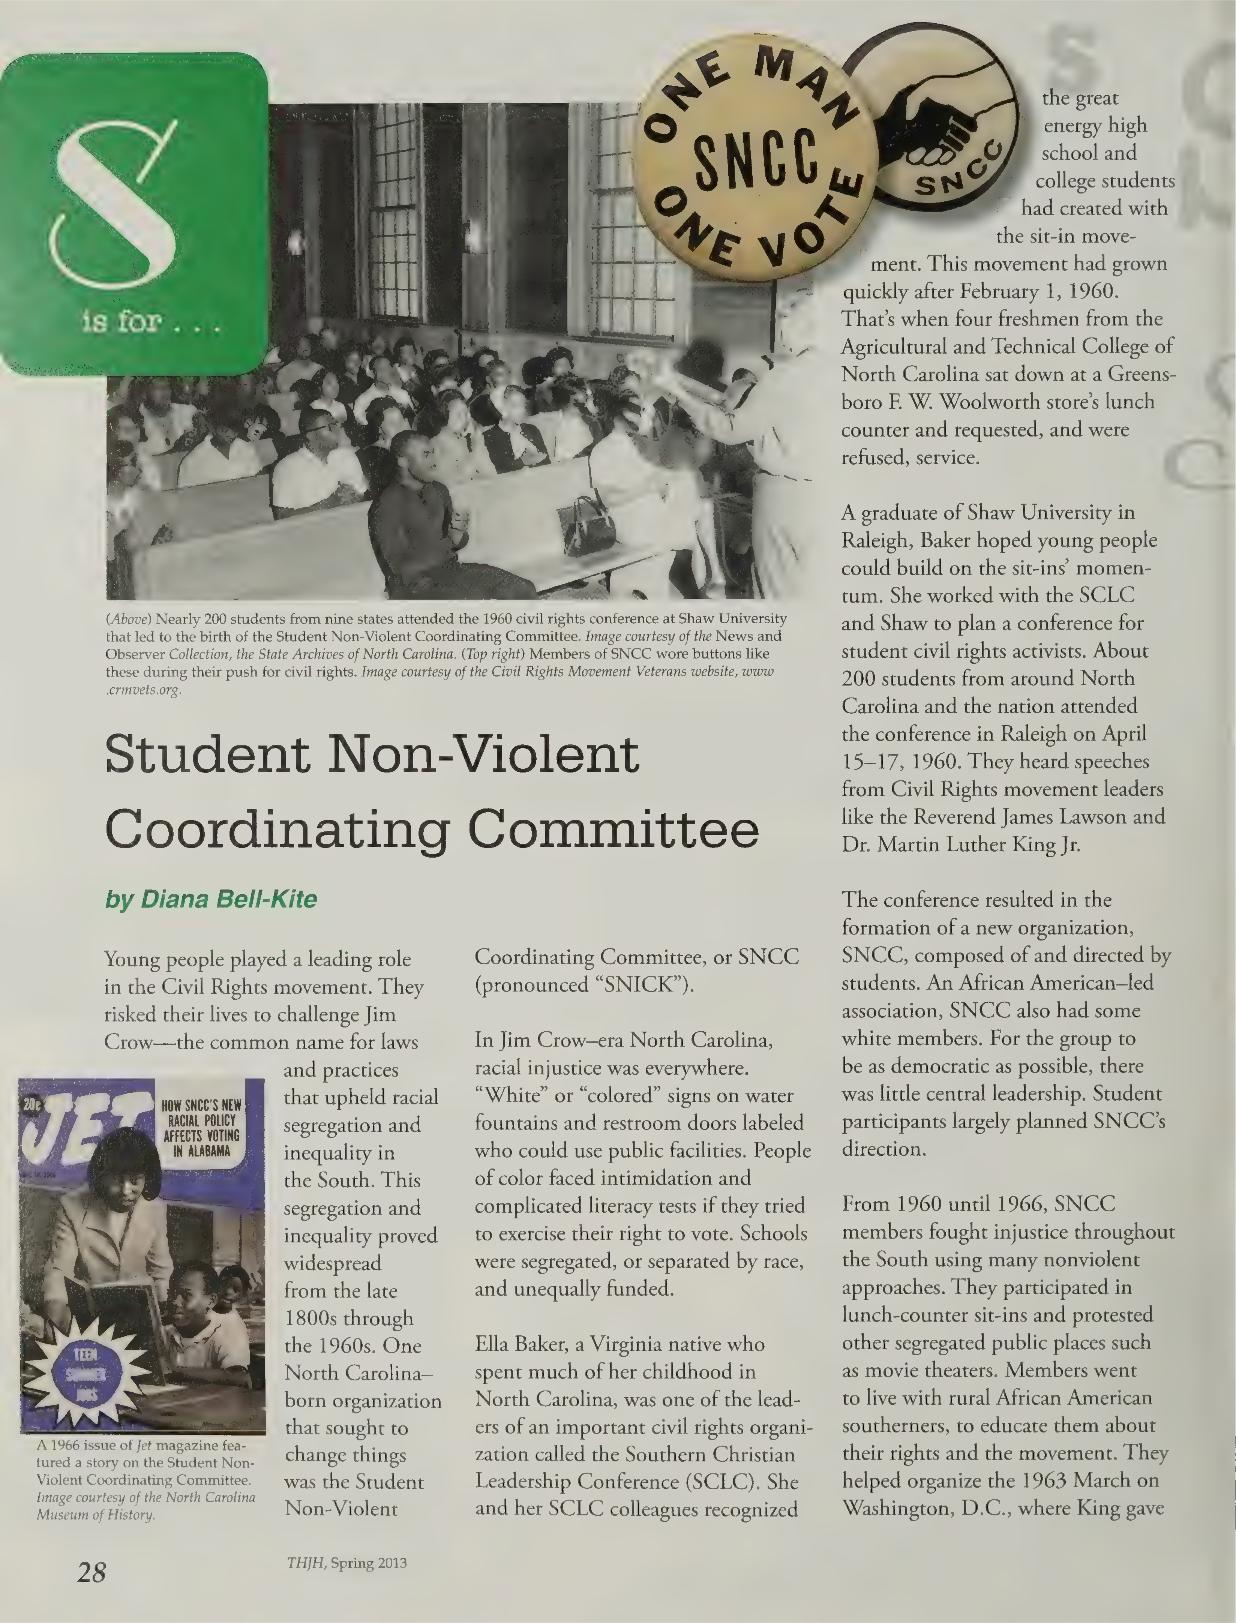 S
is for . . .
ONE MAN
SNCC
ONE VOTE
SNCC
(Above) Nearly 200 students from nine states attended the 1960 civil rights conference at Shaw University
that led to the birth of the Student Non-Violent Coordinating Committee. Image courtesy of the News and
Observer Collection, the State Archives of North Carolina. (Top right) Members of SNCC wore buttons like
these during their push for civil rights. Image courtesy of the Civil Rights Movement Veterans website, www
.crmvets.org.
Student Non-Violent
Coordinating Committee
by Diana Bell-Kite
Young people played a leading role
in the Civil Rights movement. They
risked their lives to challenge Jim
Crow—the common name for laws
and practices
that upheld racial
segregation and
inequality in
the South. This
segregation and
inequality proved
widespread
from the late
1800s through
the 1960s. One
North Carolina–
born organization
that sought to
change things
was the Student
Non-Violent
20¢
JET
HOW SNCC'S NEW
RACIAL POLICY
AFFECTS VOTING
IN ALABAMA
TEEN
SUMMER
JOBS
A 1966 issue of Jet magazine fea-
tured a story on the Student Non-
Violent Coordinating Committee.
Image courtesy of the North Carolina
Museum of History.
Coordinating Committee, or SNCC
(pronounced “SNICK”).
In Jim Crow–era North Carolina,
racial injustice was everywhere.
“White” or “colored” signs on water
fountains and restroom doors labeled
who could use public facilities. People
of color faced intimidation and
complicated literacy tests if they tried
to exercise their right to vote. Schools
were segregated, or separated by race,
and unequally funded.
Ella Baker, a Virginia native who
spent much of her childhood in
North Carolina, was one of the lead-
ers of an important civil rights organi-
zation called the Southern Christian
Leadership Conference (SCLC). She
and her SCLC colleagues recognized
the great
energy high
school and
college students
had created with
the sit-in move-
ment. This movement had grown
quickly after February 1, 1960.
That’s when four freshmen from the
Agricultural and Technical College of
North Carolina sat down at a Greens-
boro F. W. Woolworth store’s lunch
counter and requested, and were
refused, service.
A graduate of Shaw University in
Raleigh, Baker hoped young people
could build on the sit-ins’ momen-
tum. She worked with the SCLC
and Shaw to plan a conference for
student civil rights activists. About
200 students from around North
Carolina and the nation attended
the conference in Raleigh on April
15–17, 1960. They heard speeches
from Civil Rights movement leaders
like the Reverend James Lawson and
Dr. Martin Luther King Jr.
The conference resulted in the
formation of a new organization,
SNCC, composed of and directed by
students. An African American–led
association, SNCC also had some
white members. For the group to
be as democratic as possible, there
was little central leadership. Student
participants largely planned SNCC’s
direction.
From 1960 until 1966, SNCC
members fought injustice throughout
the South using many nonviolent
approaches. They participated in
lunch-counter sit-ins and protested
other segregated public places such
as movie theaters. Members went
to live with rural African American
southerners, to educate them about
their rights and the movement. They
helped organize the 1963 March on
Washington, D.C., where King gave
28
THJH, Spring 2013